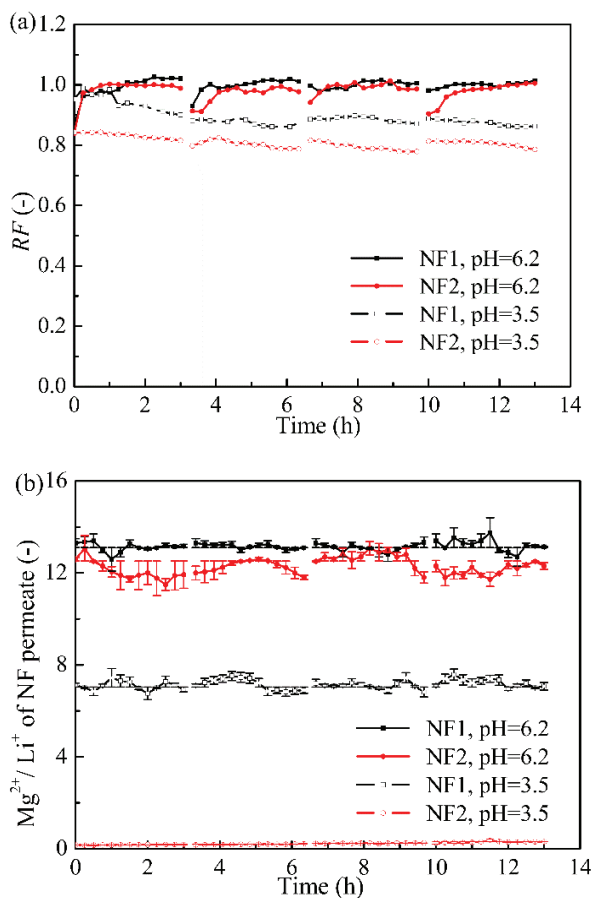 (a)
1.2
1.0
0.8
0.6
0.4
0.2
0.0
RF (-)
NF1, pH=6.2
NF2, pH=6.2
NF1, pH=3.5
NF2, pH=3.5
0 2 4 6 8 10 12 14
Time (h)
(b)
16
12
8
4
0
Mg²⁺/ Li⁺ of NF permeate (-)
NF1, pH=6.2
NF2, pH=6.2
NF1, pH=3.5
NF2, pH=3.5
0 2 4 6 8 10 12 14
Time (h)